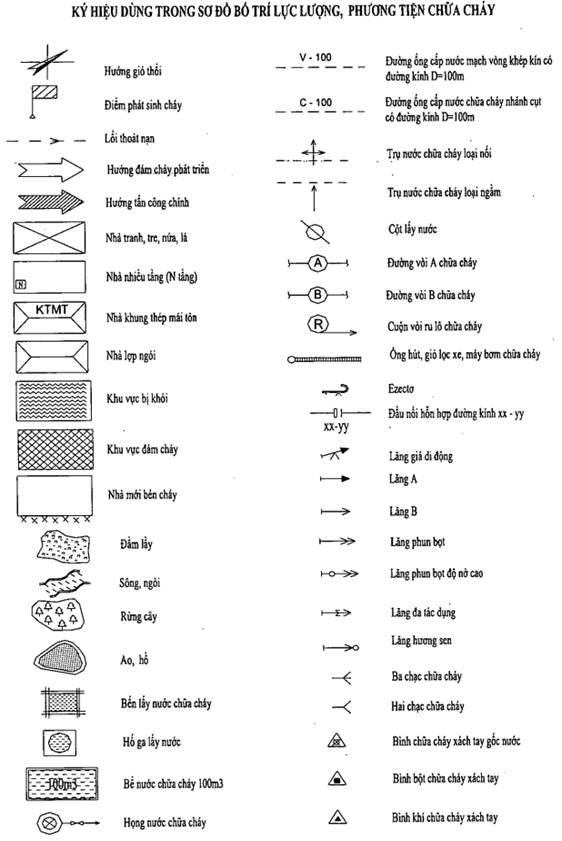 KÝ HIỆU DÙNG TRONG SƠ ĐỒ BỐ TRÍ LỰC LƯỢNG, PHƯƠNG TIỆN CHỮA CHÁY
Hướng gió thổi
Điểm phát sinh cháy
Lối thoát nạn
Hướng đám cháy phát triển
Hướng tấn công chính
Nhà tranh, tre, nứa, lá
N
Nhà nhiều tầng (N tầng)
KTMT
Nhà khung thép mái tôn
Nhà lợp ngói
Khu vực bị khói
Khu vực đám cháy
Nhà mới bén cháy
Đầm lầy
Sông, ngòi
Rừng cây
Ao, hồ
Bến lấy nước chữa cháy
Hố ga lấy nước
100m3
Bể nước chữa cháy 100m3
Họng nước chữa cháy
V - 100
Đường ống cấp nước mạch vòng khép kín có
đường kính D=100m
C - 100
Đường ống cấp nước chữa cháy nhánh cụt
có đường kính D=100m
Trụ nước chữa cháy loại nổi
Trụ nước chữa cháy loại ngầm
Cột lấy nước
A
Đường vòi A chữa cháy
B
Đường vòi B chữa cháy
R
Cuộn vòi ru lô chữa cháy
Ống hút, giỏ lọc xe, máy bơm chữa cháy
Ezectơ
xx-yy
Đầu nối hỗn hợp đường kính xx - yy
Lăng giá di động
Lăng A
Lăng B
Lăng phun bọt
Lăng phun bọt độ nở cao
Lăng đa tác dụng
Lăng hương sen
Ba chạc chữa cháy
Hai chạc chữa cháy
Bình chữa cháy xách tay gốc nước
Bình bột chữa cháy xách tay
Bình khí chữa cháy xách tay